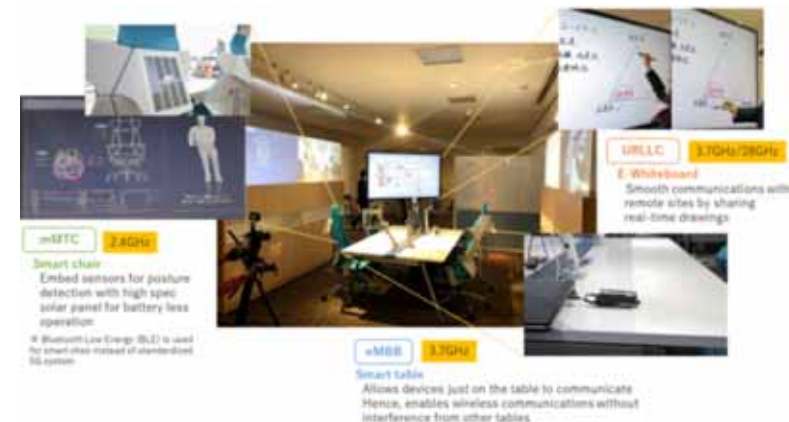 URLLC
3.7GHz/28GHz
E-Whiteboard
Smooth communications with
remote sites by sharing
real-time drawings
mMTC
2.4GHz
Smart chair
Embed sensors for posture
detection with high spec
solar panel for battery less
operation
※ Bluetooth Low Energy (BLE) is used
for smart chair instead of standardized
5G system
eMBB
3.7GHz
Smart table
Allows devices just on the table to communicate
Hence, enables wireless communications without
interference from other tables